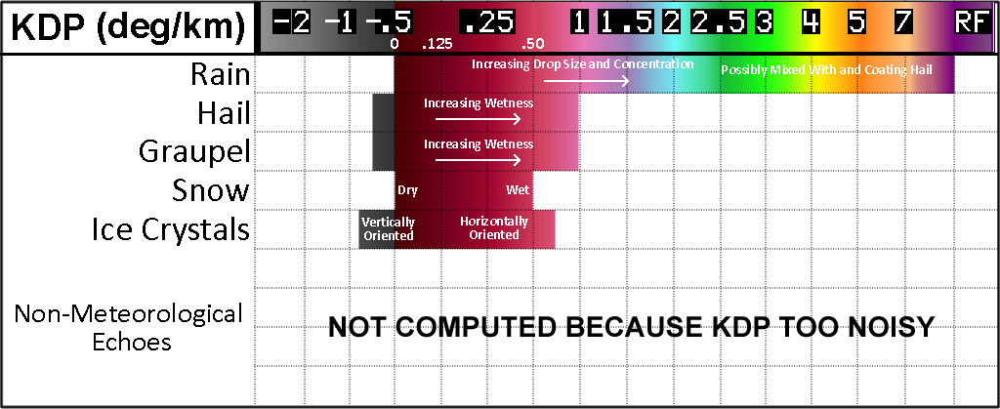 KDP (deg/km) -2 -1 -.5 .25 1 1.5 2 2.5 3 4 5 7 RF
0 .125 .50
Rain Increasing Drop Size and Concentration Possibly Mixed With and Coating Hail
Hail Increasing Wetness
Graupel Increasing Wetness
Snow Dry Wet
Ice Crystals Vertically Oriented Horizontally Oriented
Non-Meteorological
Echoes
NOT COMPUTED BECAUSE KDP TOO NOISY